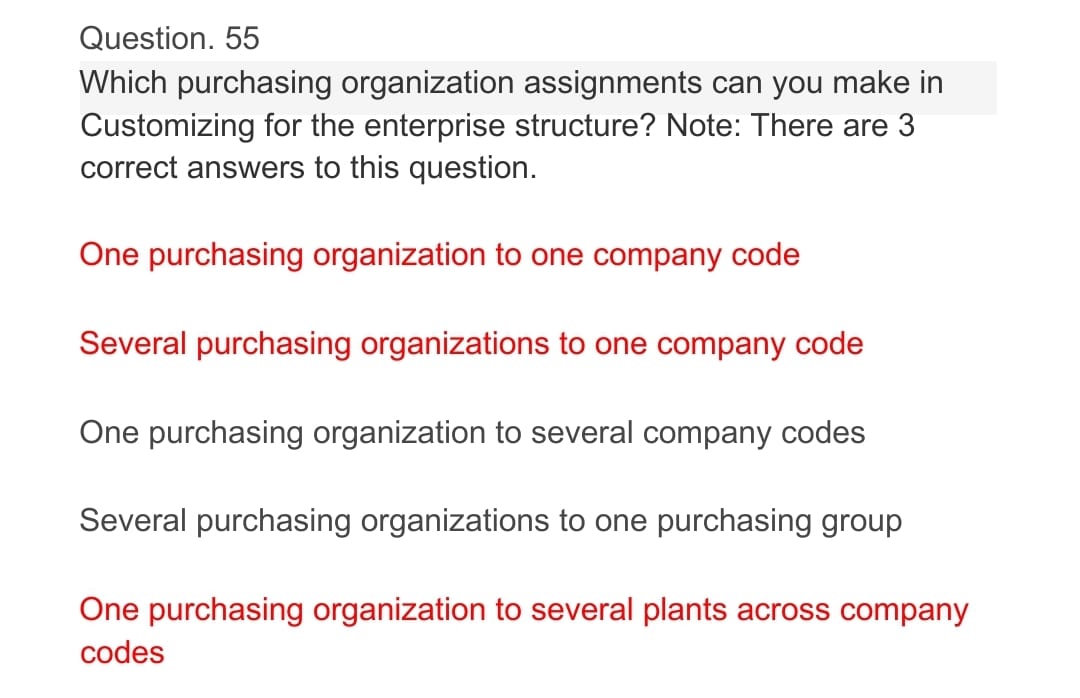 Question. 55
Which purchasing organization assignments can you make in
Customizing for the enterprise structure? Note: There are 3
correct answers to this question.
One purchasing organization to one company code
Several purchasing organizations to one company code
One purchasing organization to several company codes
Several purchasing organizations to one purchasing group
One purchasing organization to several plants across company
codes